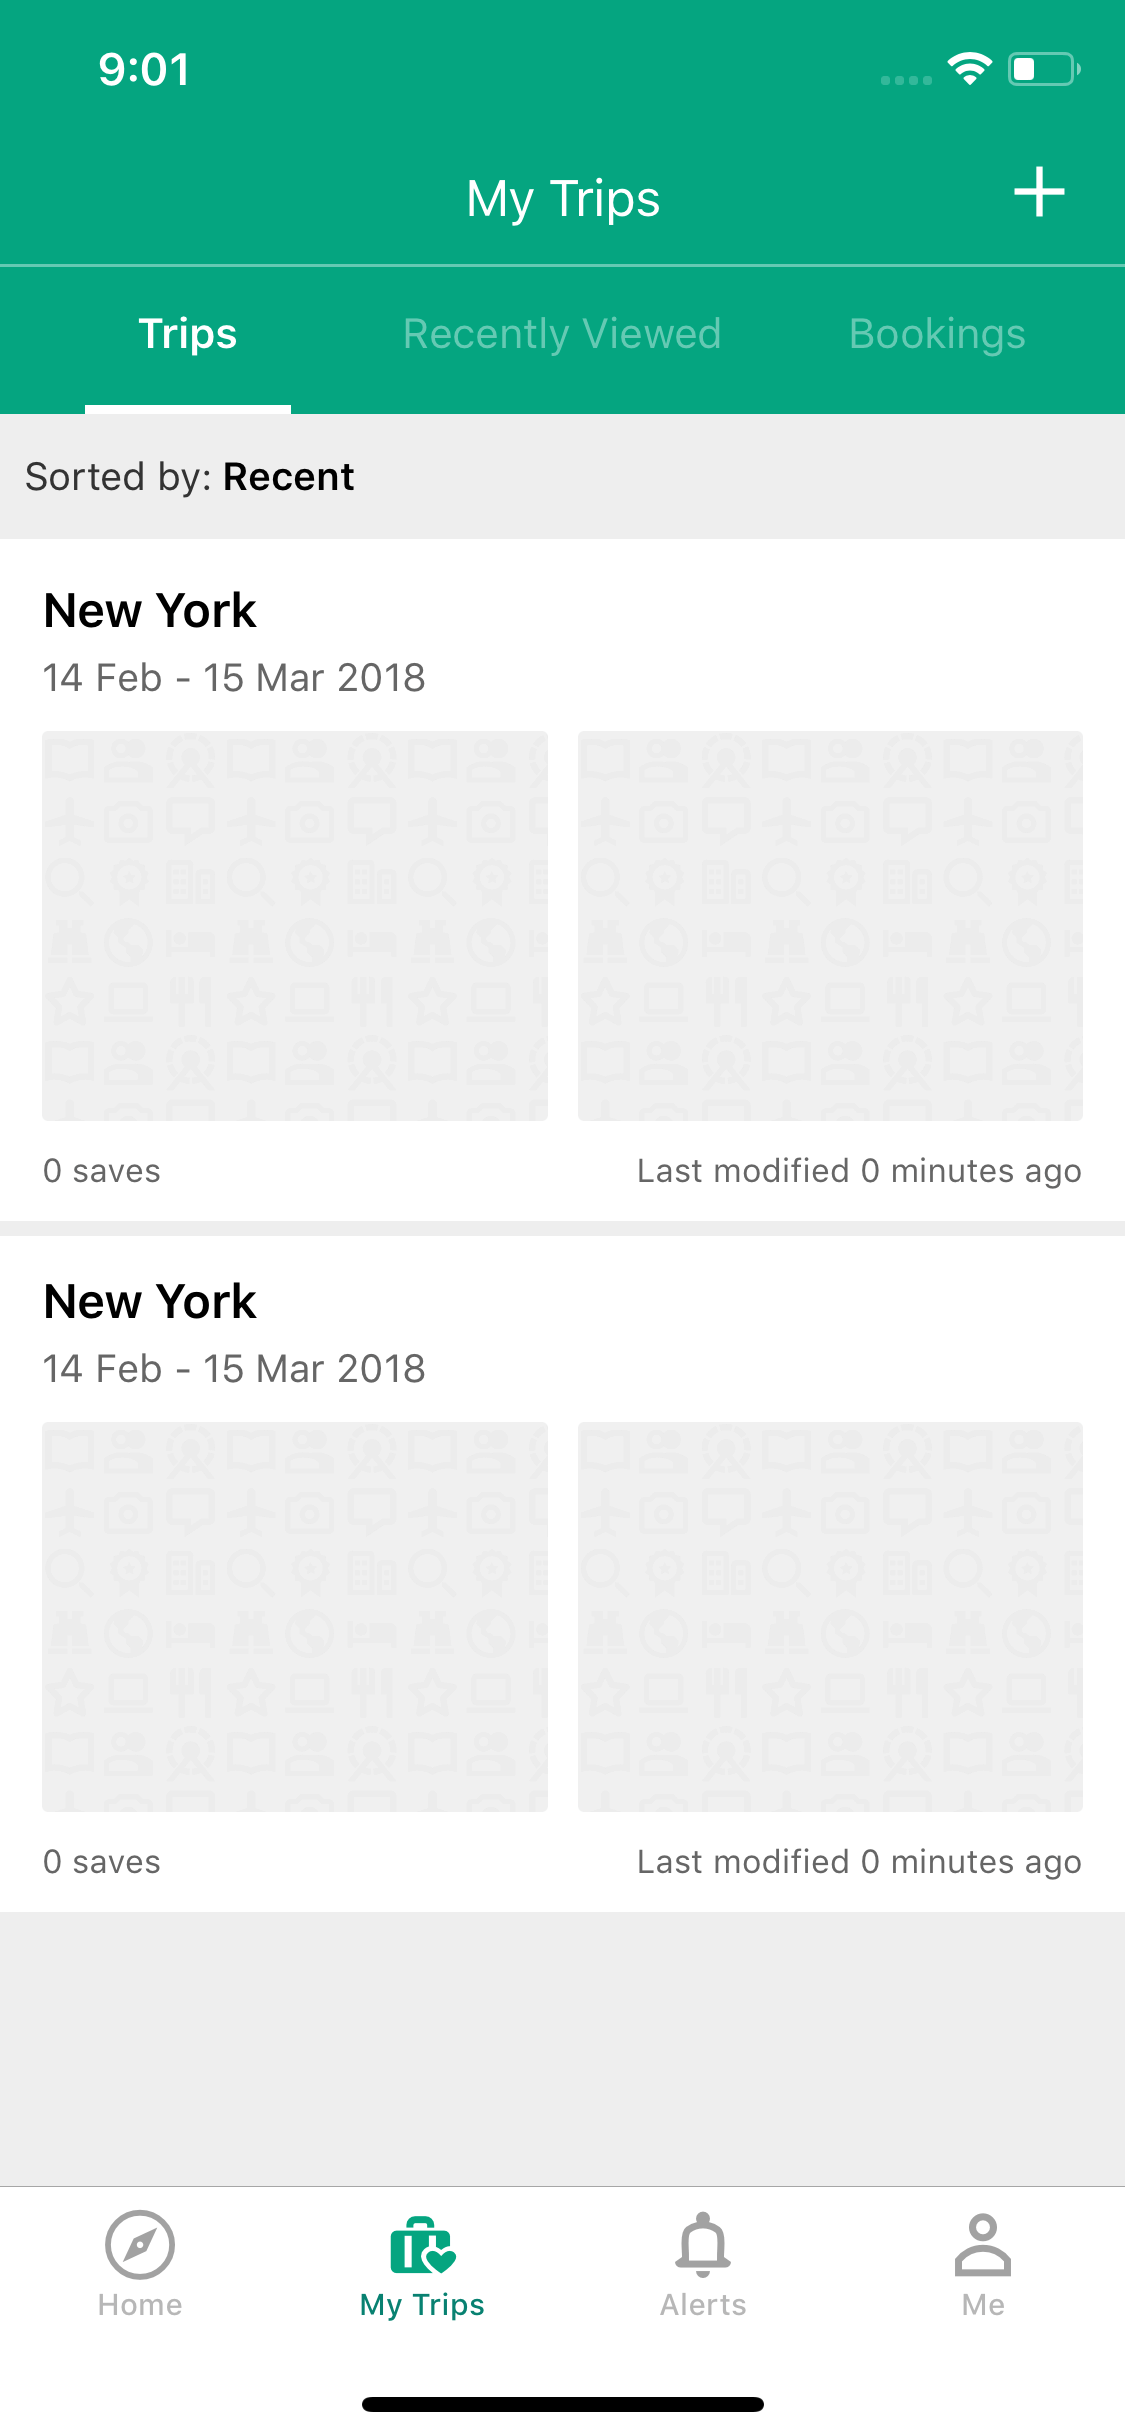 9:01
My Trips
Trips Recently Viewed Bookings
Sorted by: Recent
New York
14 Feb - 15 Mar 2018
0 saves Last modified 0 minutes ago
New York
14 Feb - 15 Mar 2018
0 saves Last modified 0 minutes ago
Home My Trips Alerts Me